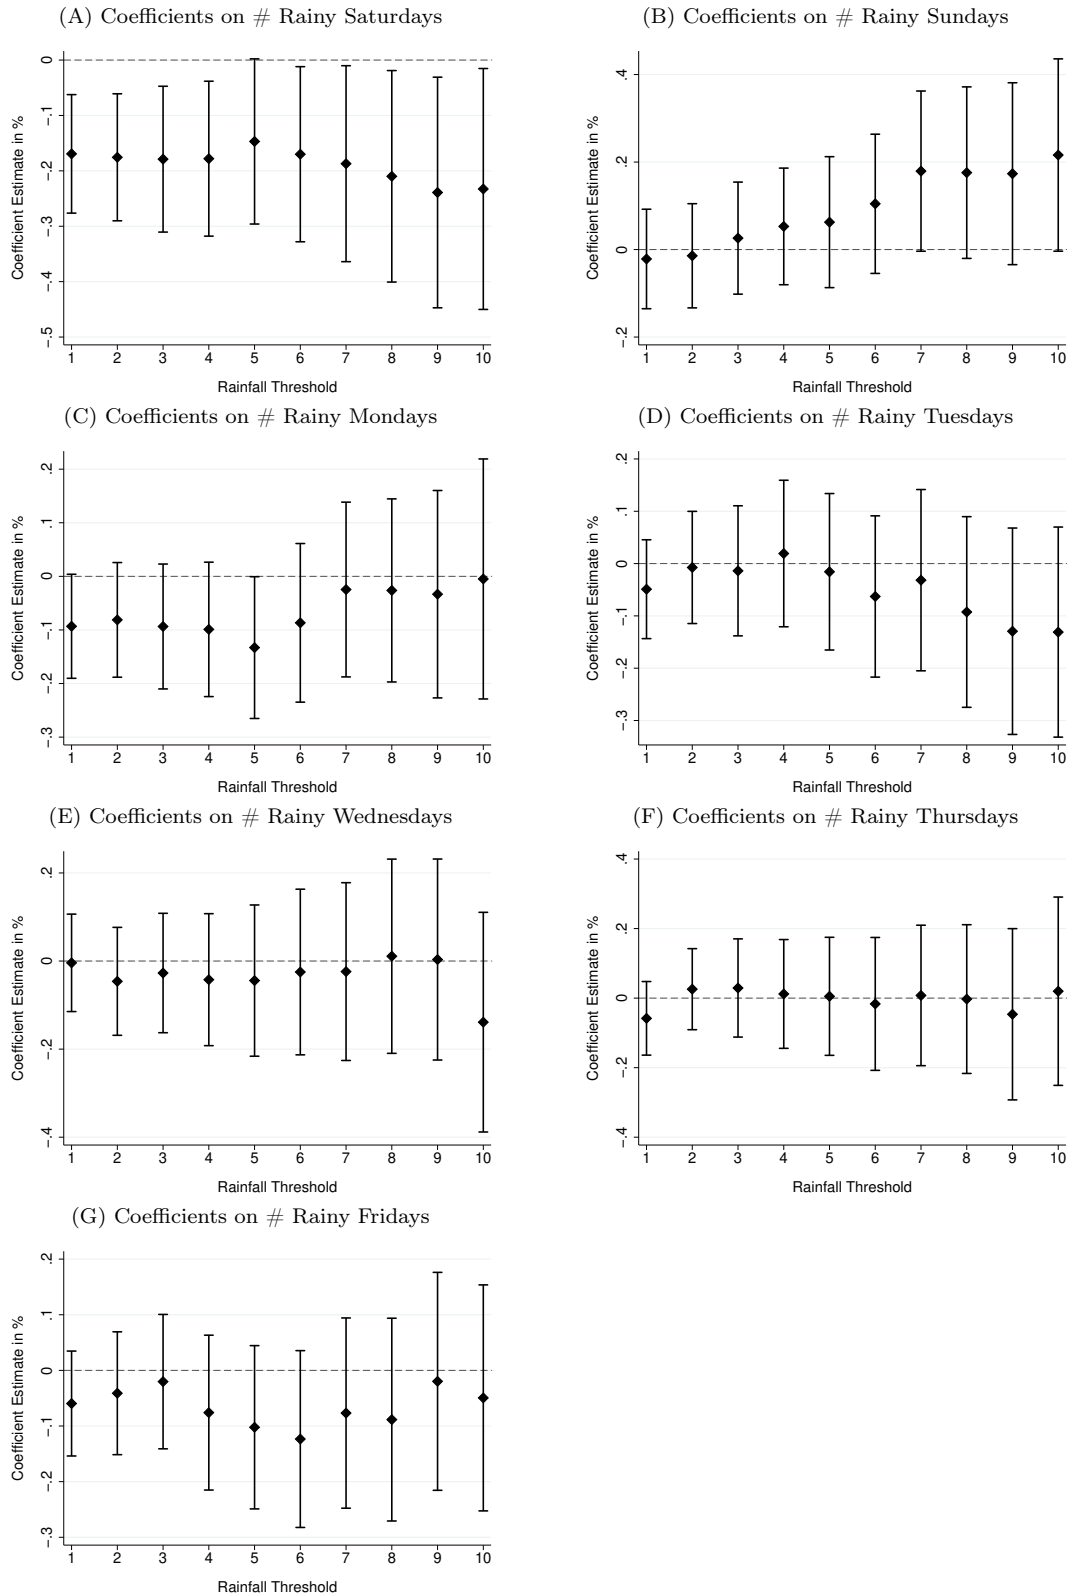 (A) Coefficients on # Rainy Saturdays
Coefficient Estimate in %
0
-.1
-.2
-.3
-.4
-.5
1 2 3 4 5 6 7 8 9 10
Rainfall Threshold
(B) Coefficients on # Rainy Sundays
Coefficient Estimate in %
.4
.2
0
-.2
1 2 3 4 5 6 7 8 9 10
Rainfall Threshold
(C) Coefficients on # Rainy Mondays
Coefficient Estimate in %
.2
.1
0
-.1
-.2
-.3
1 2 3 4 5 6 7 8 9 10
Rainfall Threshold
(D) Coefficients on # Rainy Tuesdays
Coefficient Estimate in %
.2
.1
0
-.1
-.2
-.3
1 2 3 4 5 6 7 8 9 10
Rainfall Threshold
(E) Coefficients on # Rainy Wednesdays
Coefficient Estimate in %
.2
0
-.2
-.4
1 2 3 4 5 6 7 8 9 10
Rainfall Threshold
(F) Coefficients on # Rainy Thursdays
Coefficient Estimate in %
.4
.2
0
-.2
-.4
1 2 3 4 5 6 7 8 9 10
Rainfall Threshold
(G) Coefficients on # Rainy Fridays
Coefficient Estimate in %
.2
.1
0
-.1
-.2
-.3
1 2 3 4 5 6 7 8 9 10
Rainfall Threshold